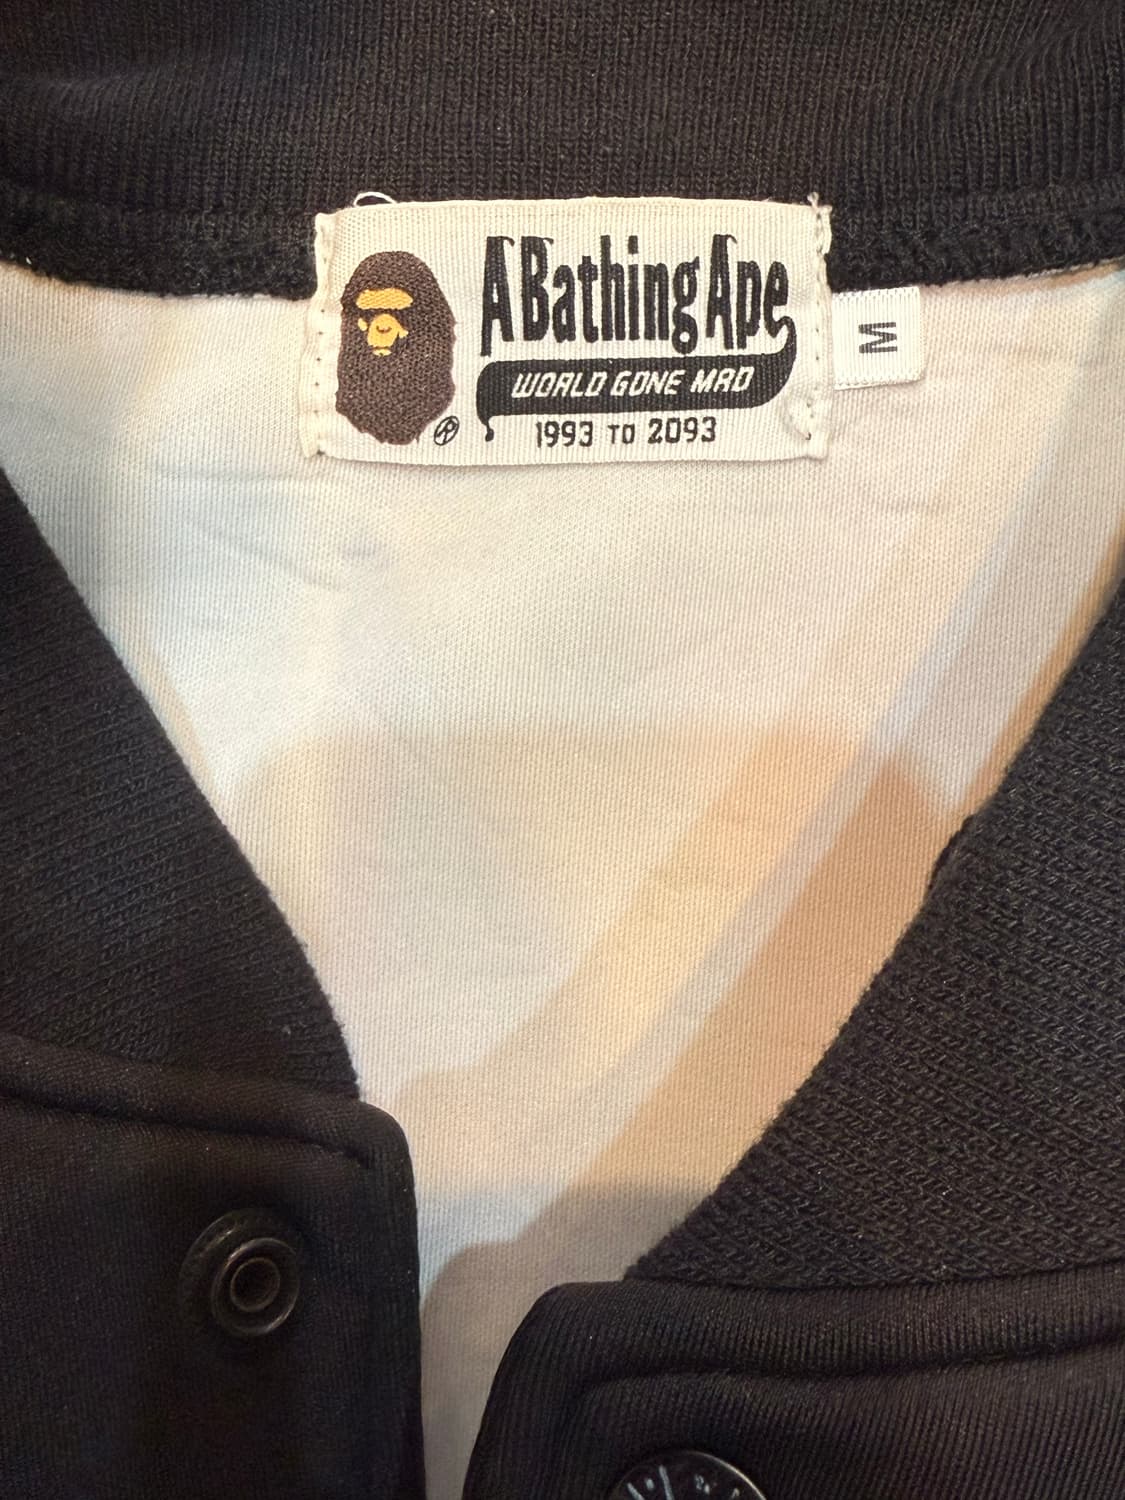 A Bathing Ape
WORLD GONE MAD
1993 TO 2093
M